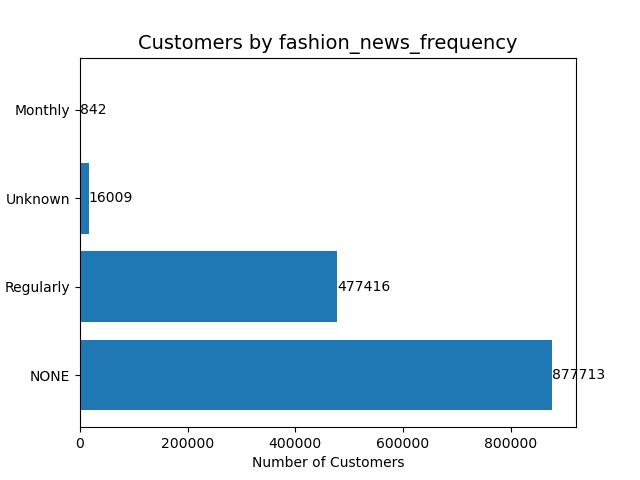 Customers by fashion_news_frequency
Monthly 842
Unknown 16009
Regularly 477416
NONE 877713
0 200000 400000 600000 800000
Number of Customers